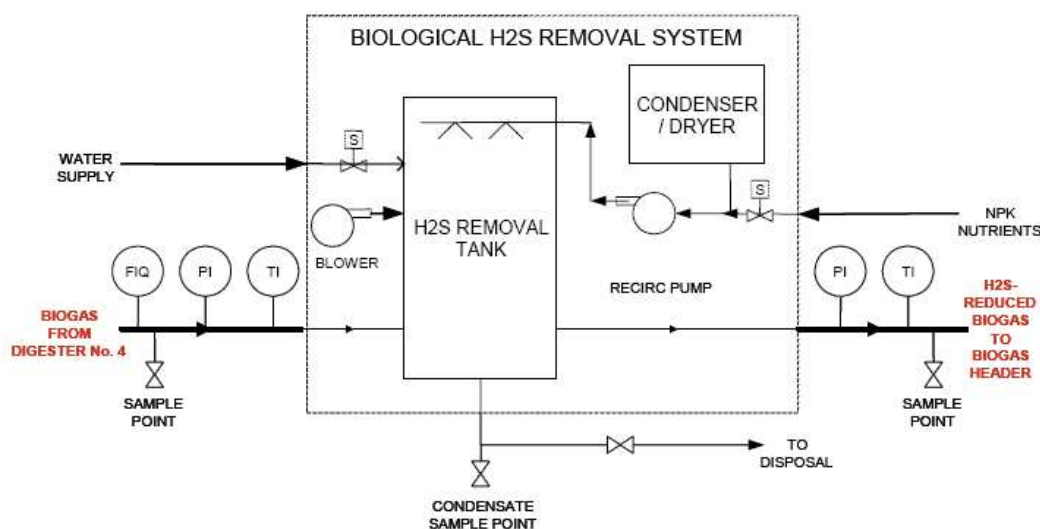 BIOLOGICAL H2S REMOVAL SYSTEM
CONDENSER
/ DRYER
S
WATER
SUPPLY
S
H2S REMOVAL
TANK
BLOWER
NPK
NUTRIENTS
RECIRC PUMP
FIQ
PI
TI
PI
TI
BIOGAS
FROM
DIGESTER No. 4
H2S-
REDUCED
BIOGAS
TO
BIOGAS
HEADER
SAMPLE
POINT
SAMPLE
POINT
TO
DISPOSAL
CONDENSATE
SAMPLE POINT